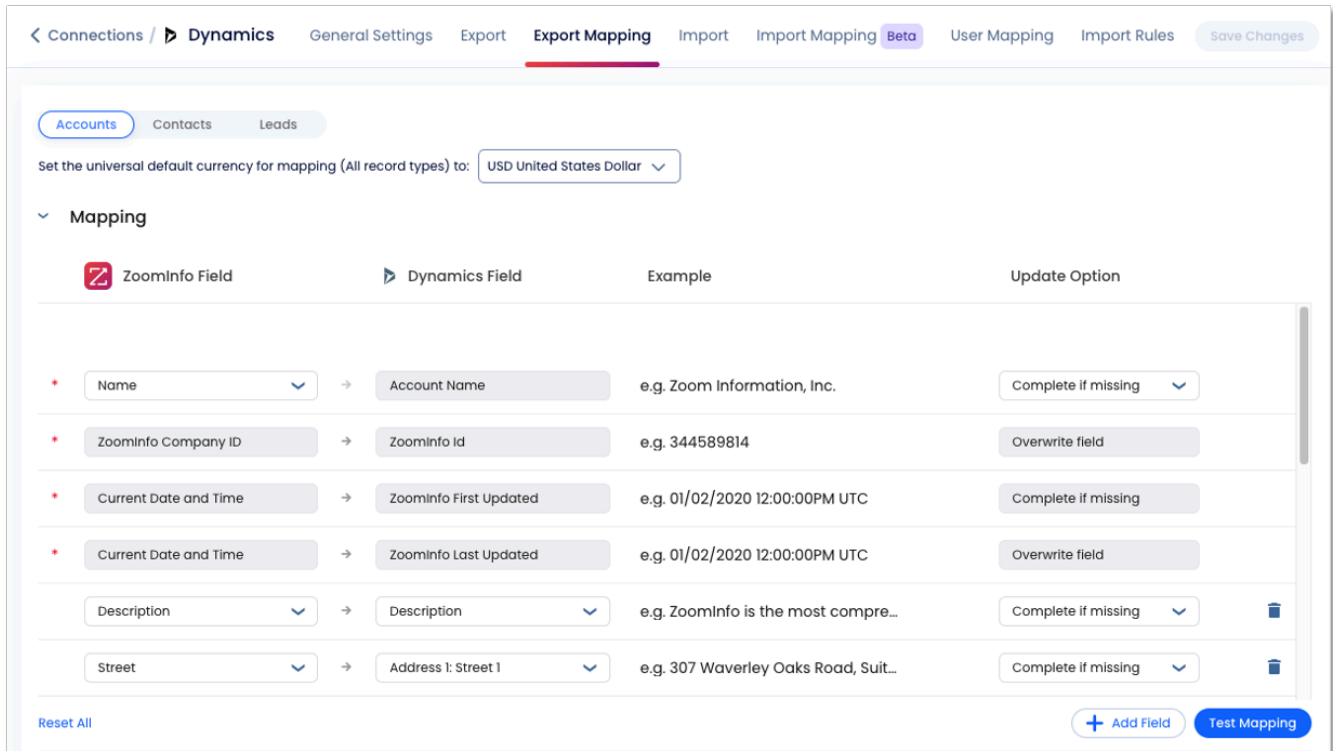 Connections / Dynamics General Settings Export Export Mapping Import Import Mapping Beta User Mapping Import Rules Save Changes
Accounts Contacts Leads
Set the universal default currency for mapping (All record types) to: USD United States Dollar
Mapping
ZoomInfo Field Dynamics Field Example Update Option
* Name → Account Name e.g. Zoom Information, Inc. Complete if missing
* ZoomInfo Company ID → ZoomInfo Id e.g. 344589814 Overwrite field
* Current Date and Time → ZoomInfo First Updated e.g. 01/02/2020 12:00:00PM UTC Complete if missing
* Current Date and Time → ZoomInfo Last Updated e.g. 01/02/2020 12:00:00PM UTC Overwrite field
Description → Description e.g. ZoomInfo is the most compre... Complete if missing
Street → Address 1: Street 1 e.g. 307 Waverley Oaks Road, Suit... Complete if missing
Reset All + Add Field Test Mapping